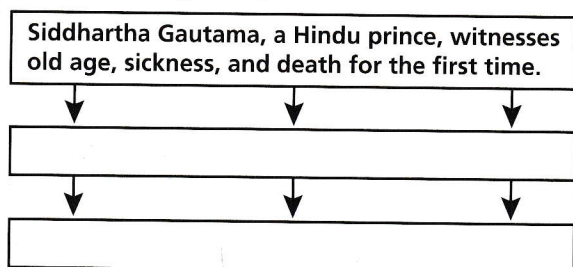 Siddhartha Gautama, a Hindu prince, witnesses
old age, sickness, and death for the first time.